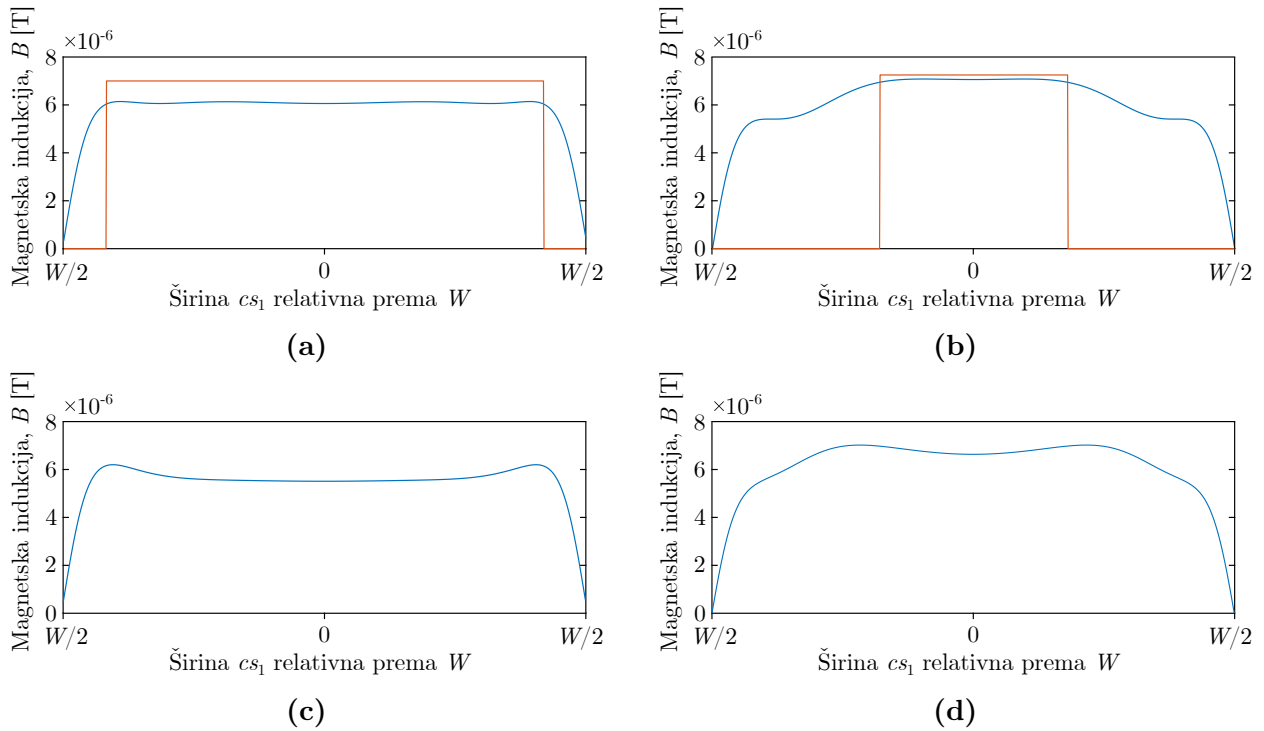 ×10-6
8
6
4
2
0
Magnetska indukcija, B [T]
W/2
0
W/2
Širina cs1 relativna prema W
(a)
×10-6
8
6
4
2
0
Magnetska indukcija, B [T]
W/2
0
W/2
Širina cs1 relativna prema W
(b)
×10-6
8
6
4
2
0
Magnetska indukcija, B [T]
W/2
0
W/2
Širina cs1 relativna prema W
(c)
×10-6
8
6
4
2
0
Magnetska indukcija, B [T]
W/2
0
W/2
Širina cs1 relativna prema W
(d)